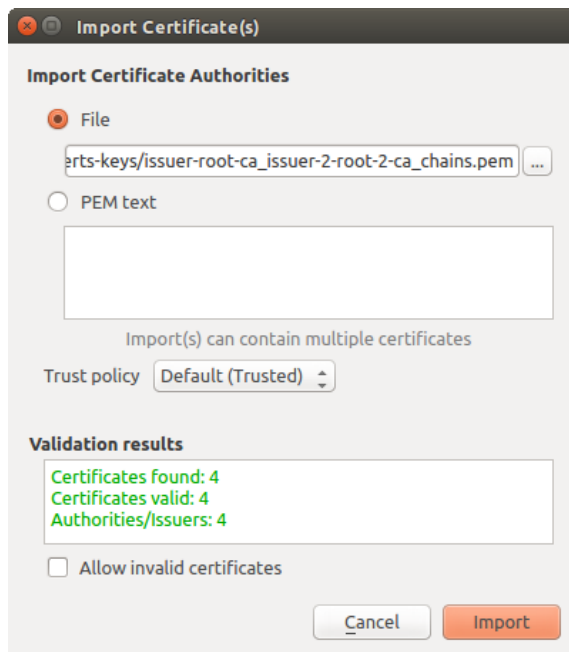 Import Certificate(s)
Import Certificate Authorities
File
erts-keys/issuer-root-ca_issuer-2-root-2-ca_chains.pem
...
PEM text
Import(s) can contain multiple certificates
Trust policy Default (Trusted)
Validation results
Certificates found: 4
Certificates valid: 4
Authorities/Issuers: 4
Allow invalid certificates
Cancel Import